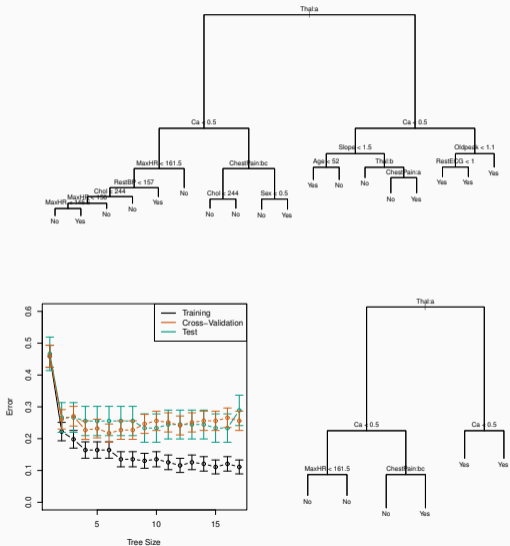 Thal:a
Ca < 0.5
Ca < 0.5
Slope < 1.5
Oldpeak < 1.1
MaxHR < 161.5
ChestPain:bc
Age < 52
Thal:b
RestECG < 1
ChestPain:a
Yes
No
No
Yes
Yes
Yes
No
Yes
RestBP < 157
No
Chol < 244
Sex < 0.5
Chol < 244
No
No
No
Yes
MaxHR < 156
MaxHR
No
No
No
Yes
Yes
0.6
0.5
0.4
0.3
0.2
0.1
0.0
Error
Training
Cross−Validation
Test
5
10
15
Tree Size
Thal:a
Ca < 0.5
Ca < 0.5
MaxHR < 161.5
ChestPain:bc
Yes
Yes
No
No
No
Yes